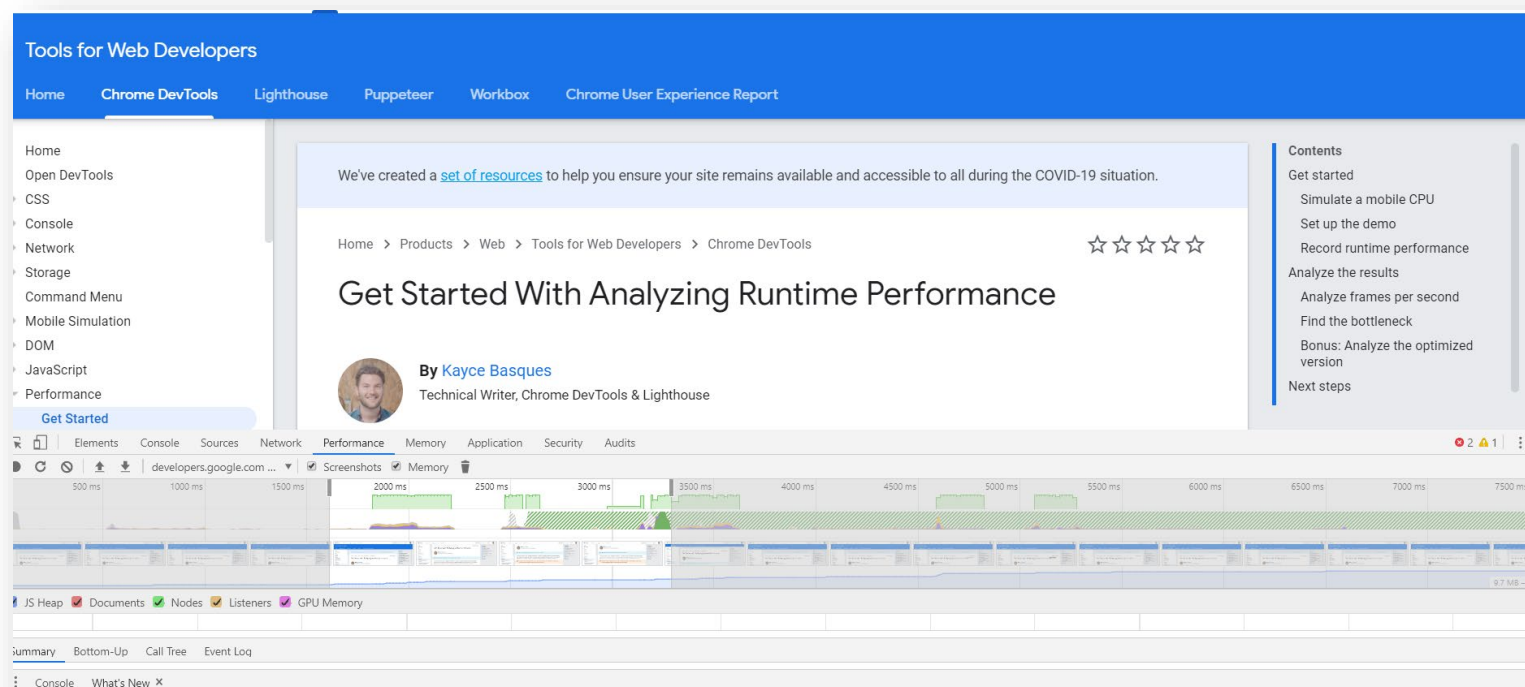 Tools for Web Developers
Home Chrome DevTools Lighthouse Puppeteer Workbox Chrome User Experience Report
Home
Open DevTools
CSS
Console
Network
Storage
Command Menu
Mobile Simulation
DOM
JavaScript
Performance
Get Started
We've created a set of resources to help you ensure your site remains available and accessible to all during the COVID-19 situation.
Home > Products > Web > Tools for Web Developers > Chrome DevTools
Get Started With Analyzing Runtime Performance
By Kayce Basques
Technical Writer, Chrome DevTools & Lighthouse
Contents
Get started
Simulate a mobile CPU
Set up the demo
Record runtime performance
Analyze the results
Analyze frames per second
Find the bottleneck
Bonus: Analyze the optimized
version
Next steps
Elements Console Sources Network Performance Memory Application Security Audits 2 1
developers.google.com ... Screenshots Memory
500 ms 1000 ms 1500 ms 2000 ms 2500 ms 3000 ms 3500 ms 4000 ms 4500 ms 5000 ms 5500 ms 6000 ms 6500 ms 7000 ms 7500 m
9.7 MB –
JS Heap Documents Nodes Listeners GPU Memory
Summary Bottom-Up Call Tree Event Log
Console What's New ×